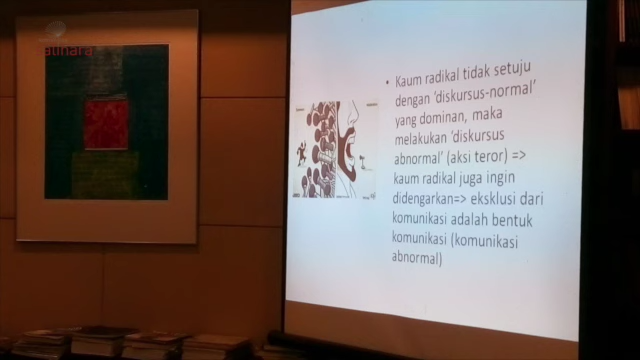 • Kaum radikal tidak setuju
dengan 'diskursus-normal'
yang dominan, maka
melakukan 'diskursus
abnormal' (aksi teror) =>
kaum radikal juga ingin
didengarkan=> eksklusi dari
komunikasi adalah bentuk
komunikasi (komunikasi
abnormal)